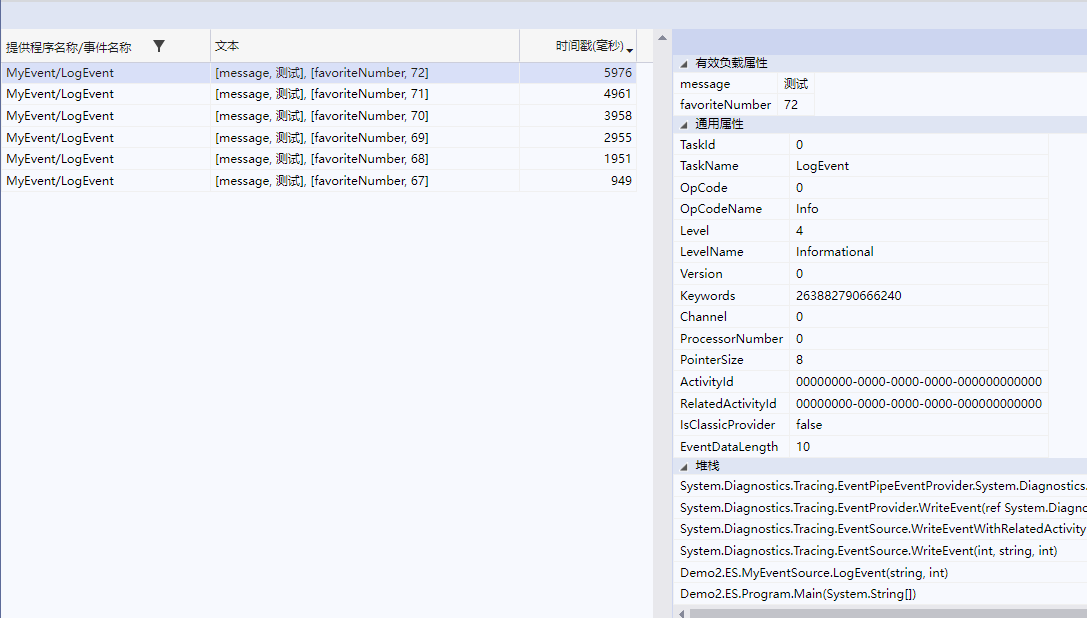 提供程序名称/事件名称 文本 时间戳(毫秒)
MyEvent/LogEvent [message, 测试], [favoriteNumber, 72] 5976
MyEvent/LogEvent [message, 测试], [favoriteNumber, 71] 4961
MyEvent/LogEvent [message, 测试], [favoriteNumber, 70] 3958
MyEvent/LogEvent [message, 测试], [favoriteNumber, 69] 2955
MyEvent/LogEvent [message, 测试], [favoriteNumber, 68] 1951
MyEvent/LogEvent [message, 测试], [favoriteNumber, 67] 949
有效负载属性
message 测试
favoriteNumber 72
通用属性
TaskId 0
TaskName LogEvent
OpCode 0
OpCodeName Info
Level 4
LevelName Informational
Version 0
Keywords 263882790666240
Channel 0
ProcessorNumber 0
PointerSize 8
ActivityId 00000000-0000-0000-0000-000000000000
RelatedActivityId 00000000-0000-0000-0000-000000000000
IsClassicProvider false
EventDataLength 10
堆栈
System.Diagnostics.Tracing.EventPipeEventProvider.System.Diagnostics.
System.Diagnostics.Tracing.EventProvider.WriteEvent(ref System.Diagno
System.Diagnostics.Tracing.EventSource.WriteEventWithRelatedActivity
System.Diagnostics.Tracing.EventSource.WriteEvent(int, string, int)
Demo2.ES.MyEventSource.LogEvent(string, int)
Demo2.ES.Program.Main(System.String[])